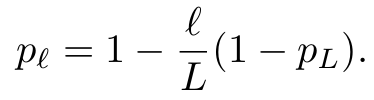 $p_\ell = 1 - \frac{\ell}{L}(1 - p_L).$